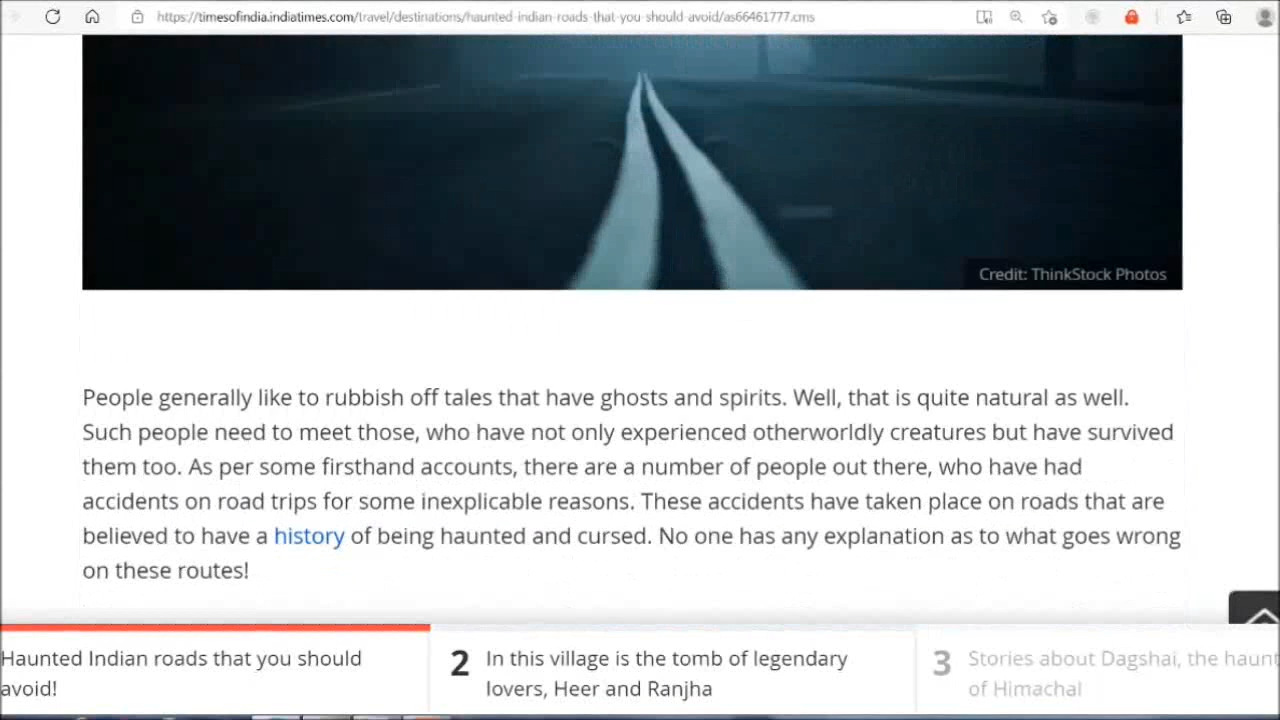 https://timesofindia.indiatimes.com/travel/destinations/haunted-indian-roads-that-you-should-avoid/as66461777.cms
Credit: ThinkStock Photos
People generally like to rubbish off tales that have ghosts and spirits. Well, that is quite natural as well.
Such people need to meet those, who have not only experienced otherworldly creatures but have survived
them too. As per some firsthand accounts, there are a number of people out there, who have had
accidents on road trips for some inexplicable reasons. These accidents have taken place on roads that are
believed to have a history of being haunted and cursed. No one has any explanation as to what goes wrong
on these routes!
Haunted Indian roads that you should
avoid!
2 In this village is the tomb of legendary
lovers, Heer and Ranjha
3 Stories about Dagshai, the haunt
of Himachal